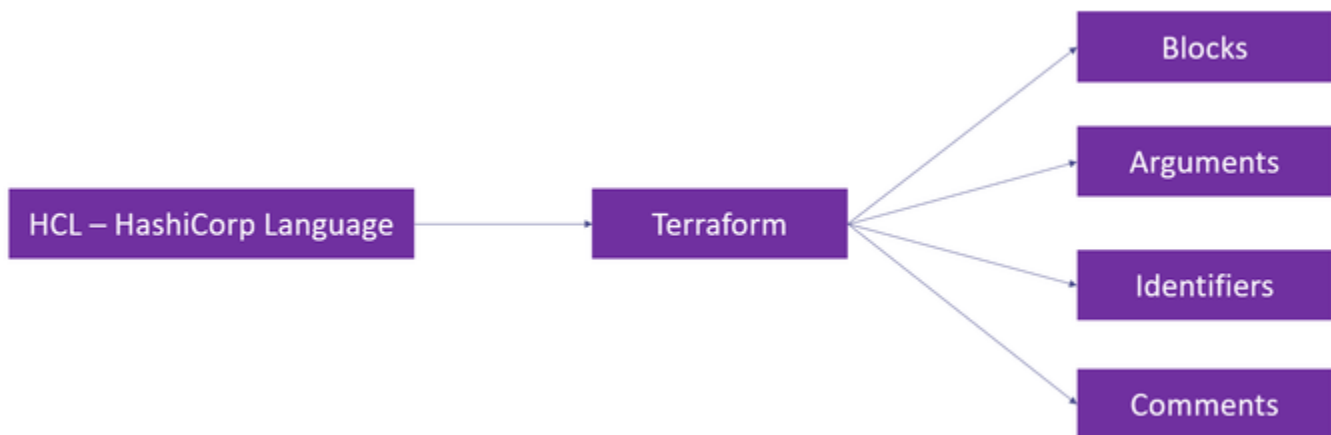 HCL – HashiCorp Language
Terraform
Blocks
Arguments
Identifiers
Comments